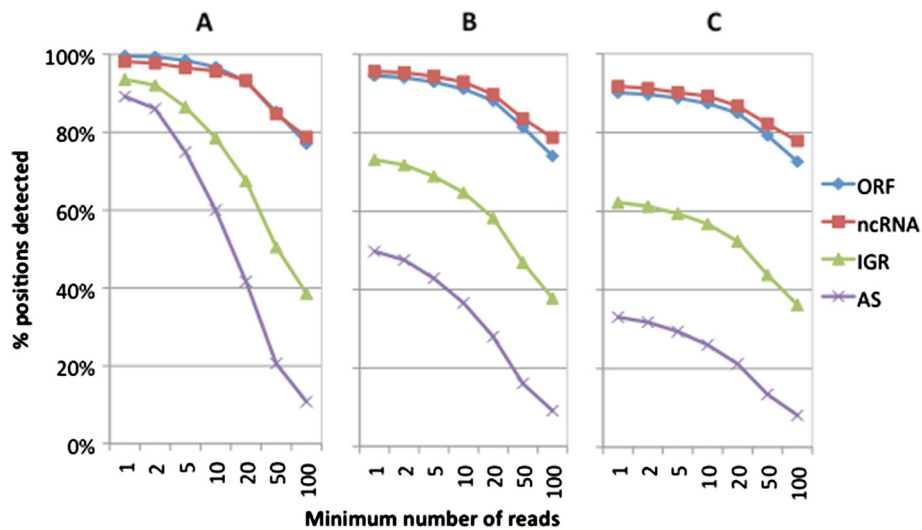 A B C
% positions detected
100%
80%
60%
40%
20%
0%
1 2 5 10 20 50 100 1 2 5 10 20 50 100 1 2 5 10 20 50 100
Minimum number of reads
ORF
ncRNA
IGR
AS